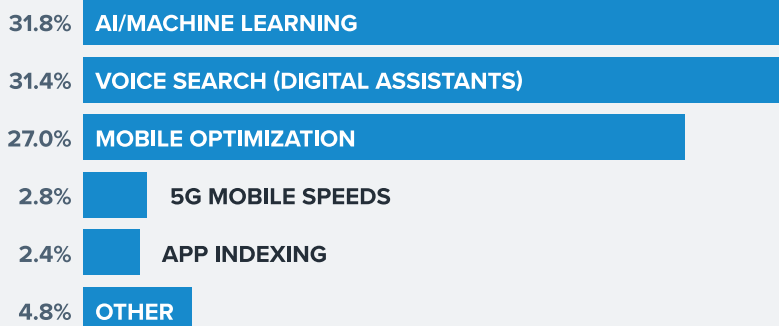 31.8% AI/MACHINE LEARNING
31.4% VOICE SEARCH (DIGITAL ASSISTANTS)
27.0% MOBILE OPTIMIZATION
2.8% 5G MOBILE SPEEDS
2.4% APP INDEXING
4.8% OTHER